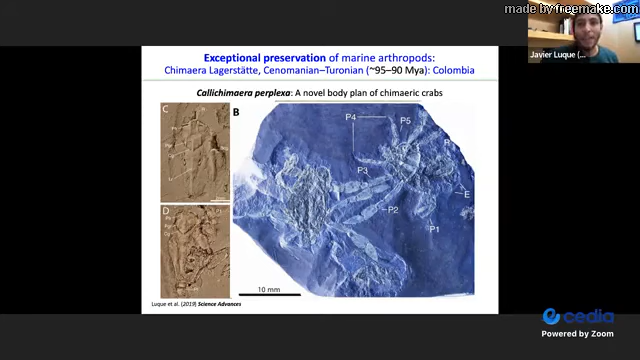 made by freemake.com
Javier Luque (...
Exceptional preservation of marine arthropods:
Chimaera Lagerstätte, Cenomanian–Turonian (~95–90 Mya): Colombia
Callichimaera perplexa: A novel body plan of chimaeric crabs
C
B
P4
P5
P3
E
P2
P1
D
10 mm
Luque et al. (2019) Science Advances
cedia
Powered by Zoom